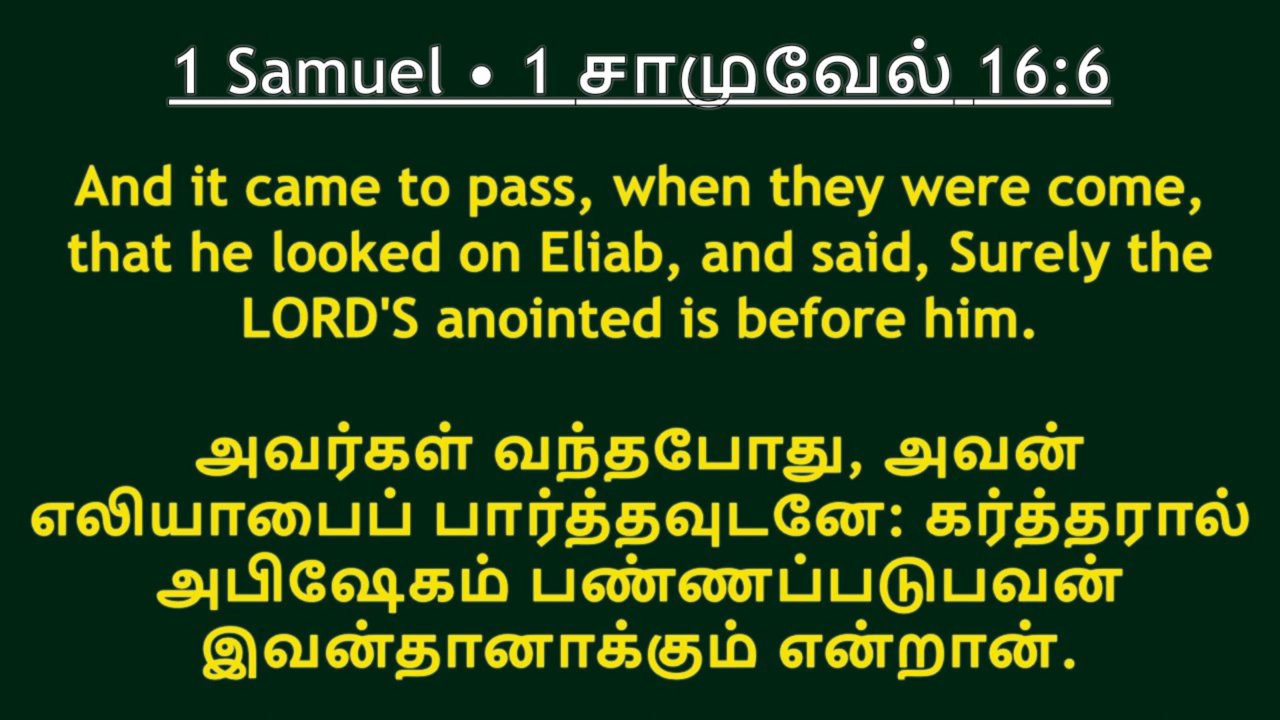 1 Samuel • 1 சாமுவேல் 16:6
And it came to pass, when they were come,
that he looked on Eliab, and said, Surely the
LORD'S anointed is before him.
அவர்கள் வந்தபோது, அவன்
எலியாபைப் பார்த்தவுடனே: கர்த்தரால்
அபிஷேகம் பண்ணப்படுபவன்
இவன்தானாக்கும் என்றான்.